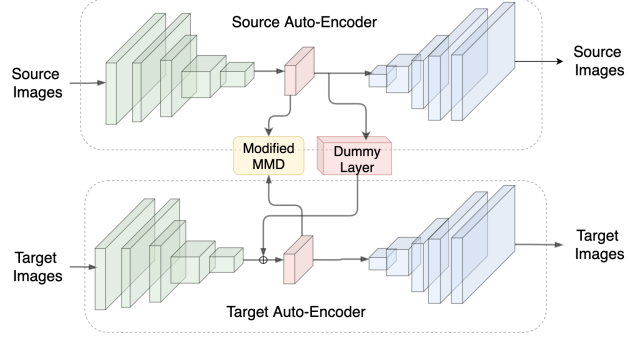 Source Auto-Encoder
Source
Images
Source
Images
Modified
MMD
Dummy
Layer
Target
Images
Target
Images
Target Auto-Encoder